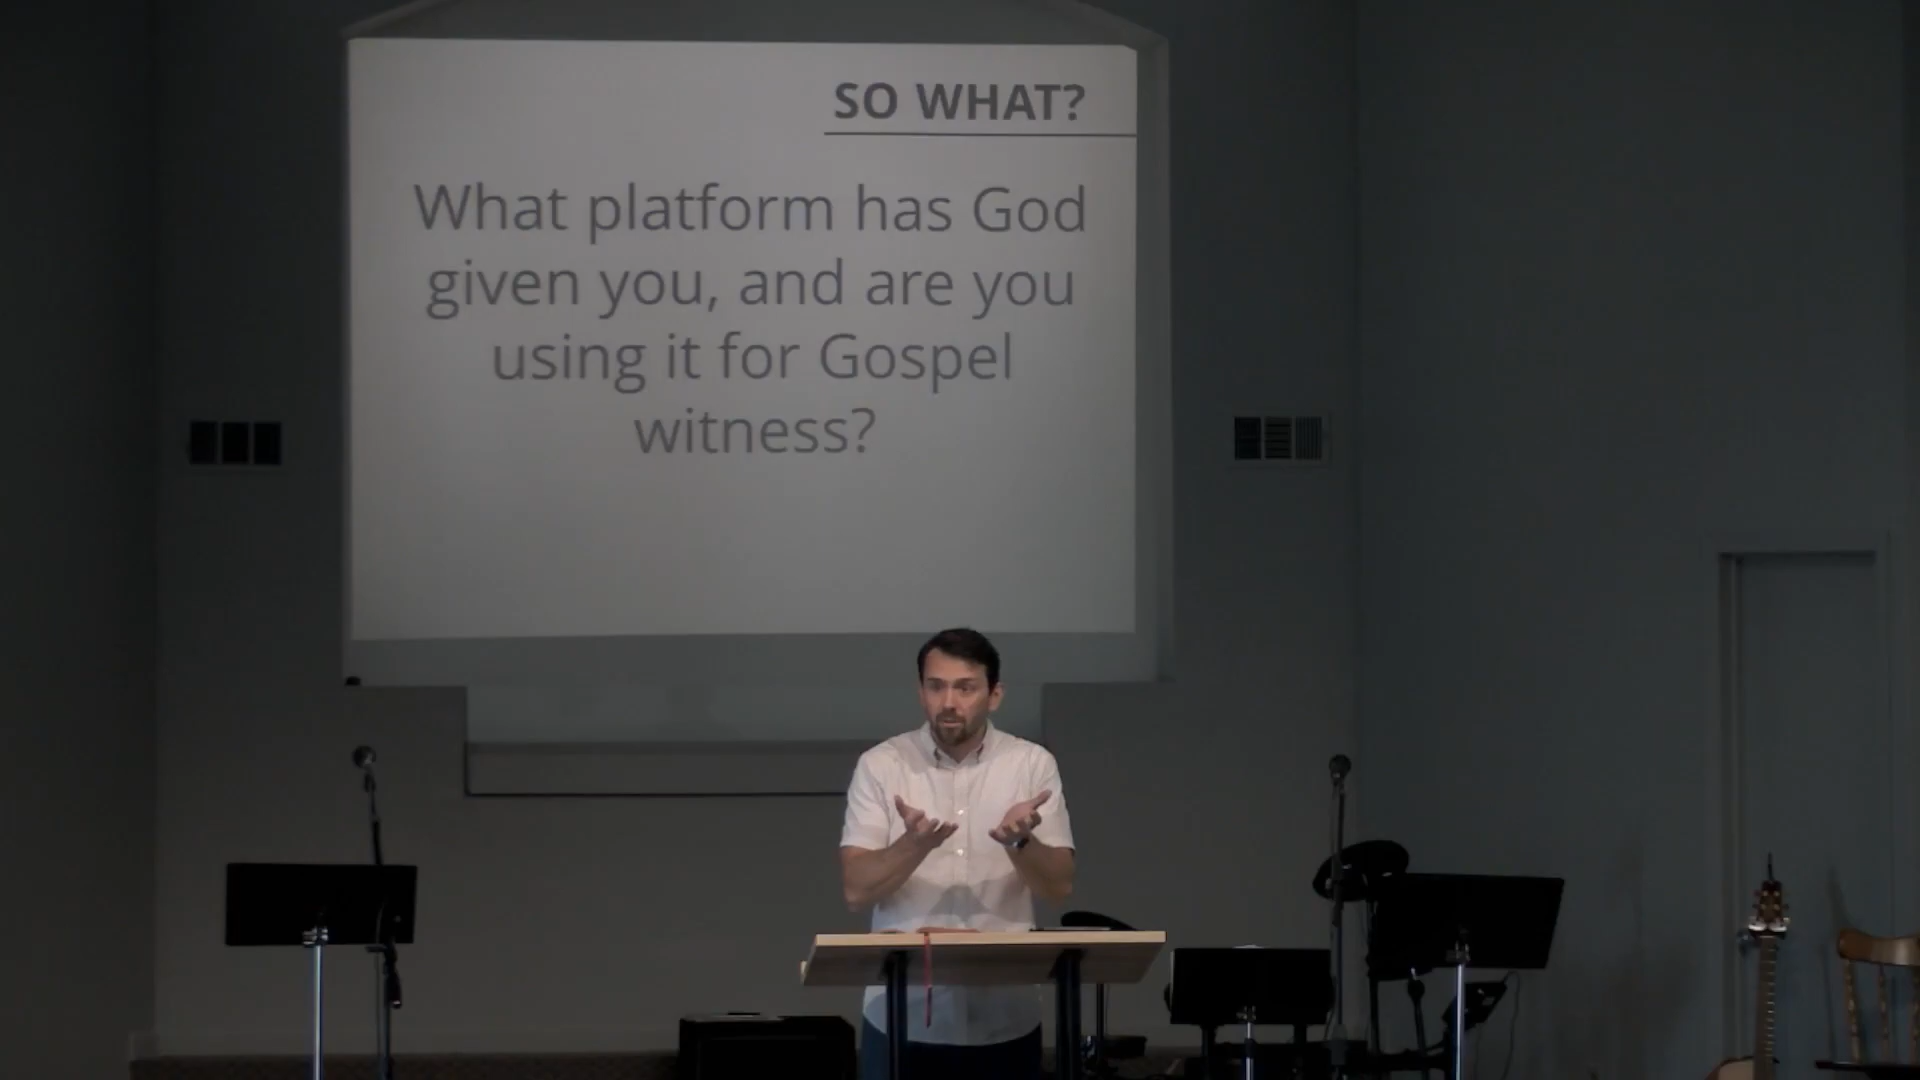 SO WHAT?
What platform has God
given you, and are you
using it for Gospel
witness?